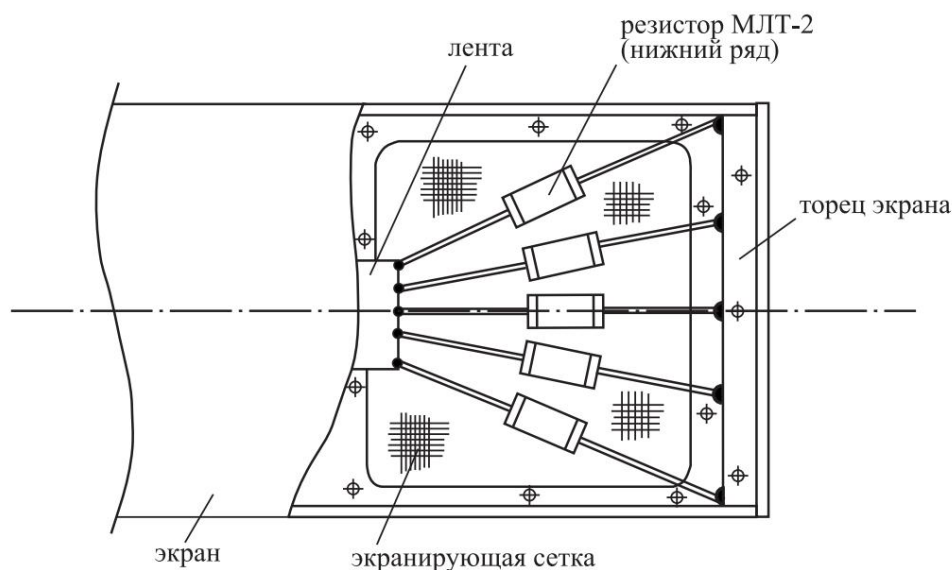 резистор МЛТ-2
(нижний ряд)
лента
торец экрана
экран
экранирующая сетка